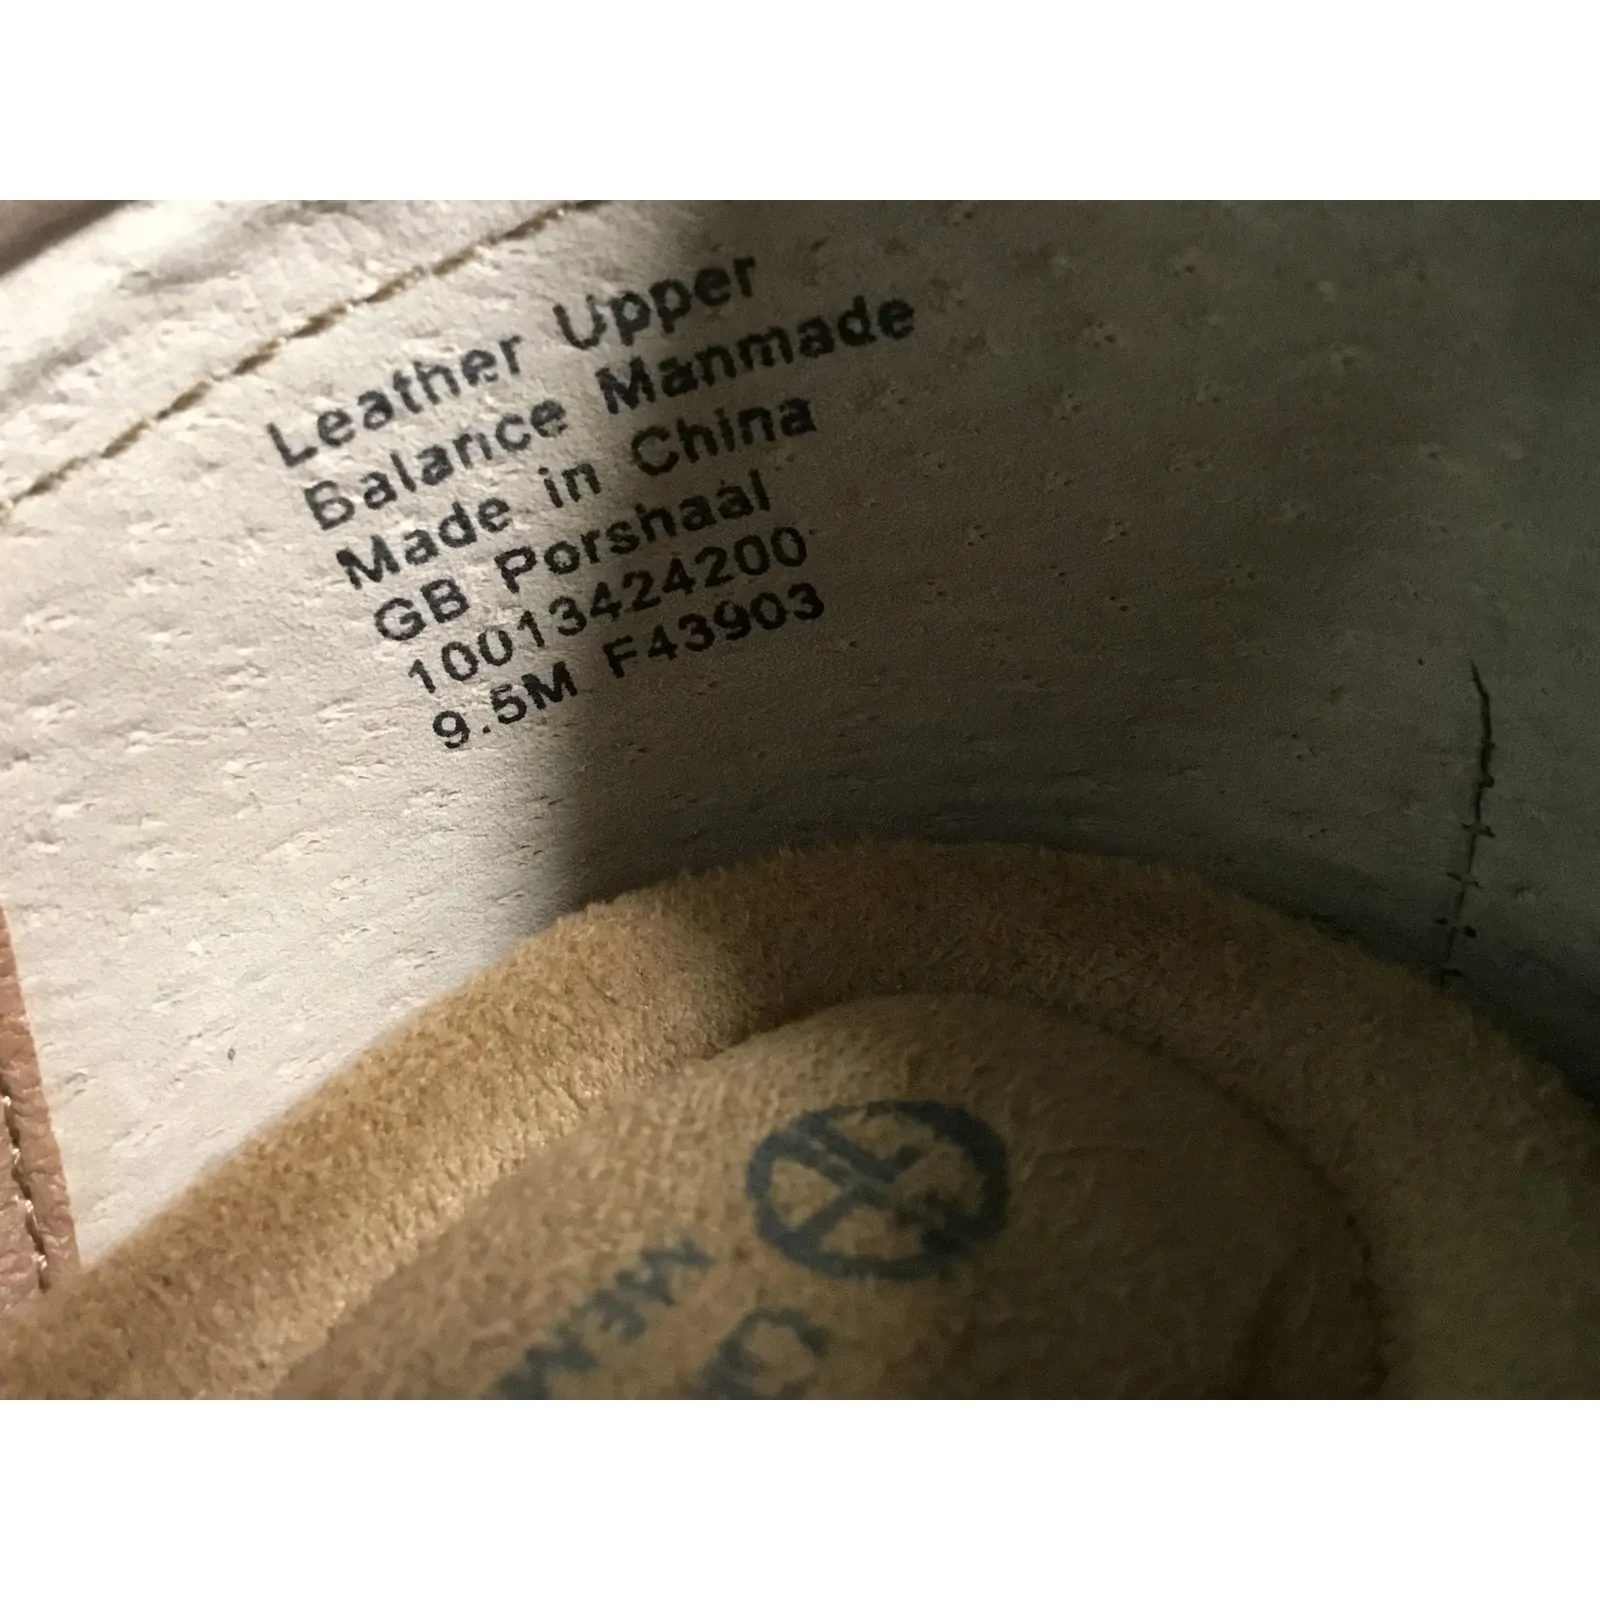 Leather Upper
Balance Manmade
Made in China
GB Porshaal
10013424200
9.5M F43903